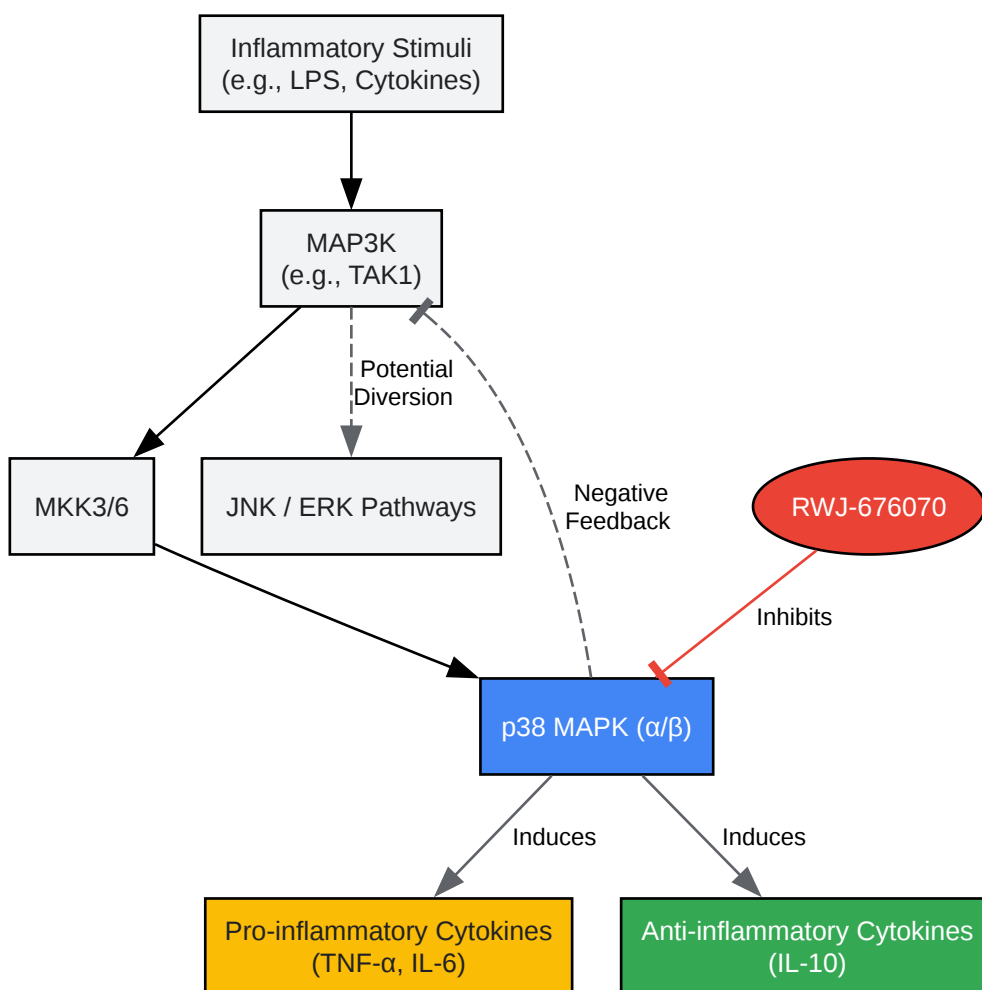 Inflammatory Stimuli
(e.g., LPS, Cytokines)
MAP3K
(e.g., TAK1)
Potential
Diversion
MKK3/6
JNK / ERK Pathways
Negative
Feedback
RWJ-676070
Inhibits
p38 MAPK (α/β)
Induces
Induces
Pro-inflammatory Cytokines
(TNF-α, IL-6)
Anti-inflammatory Cytokines
(IL-10)